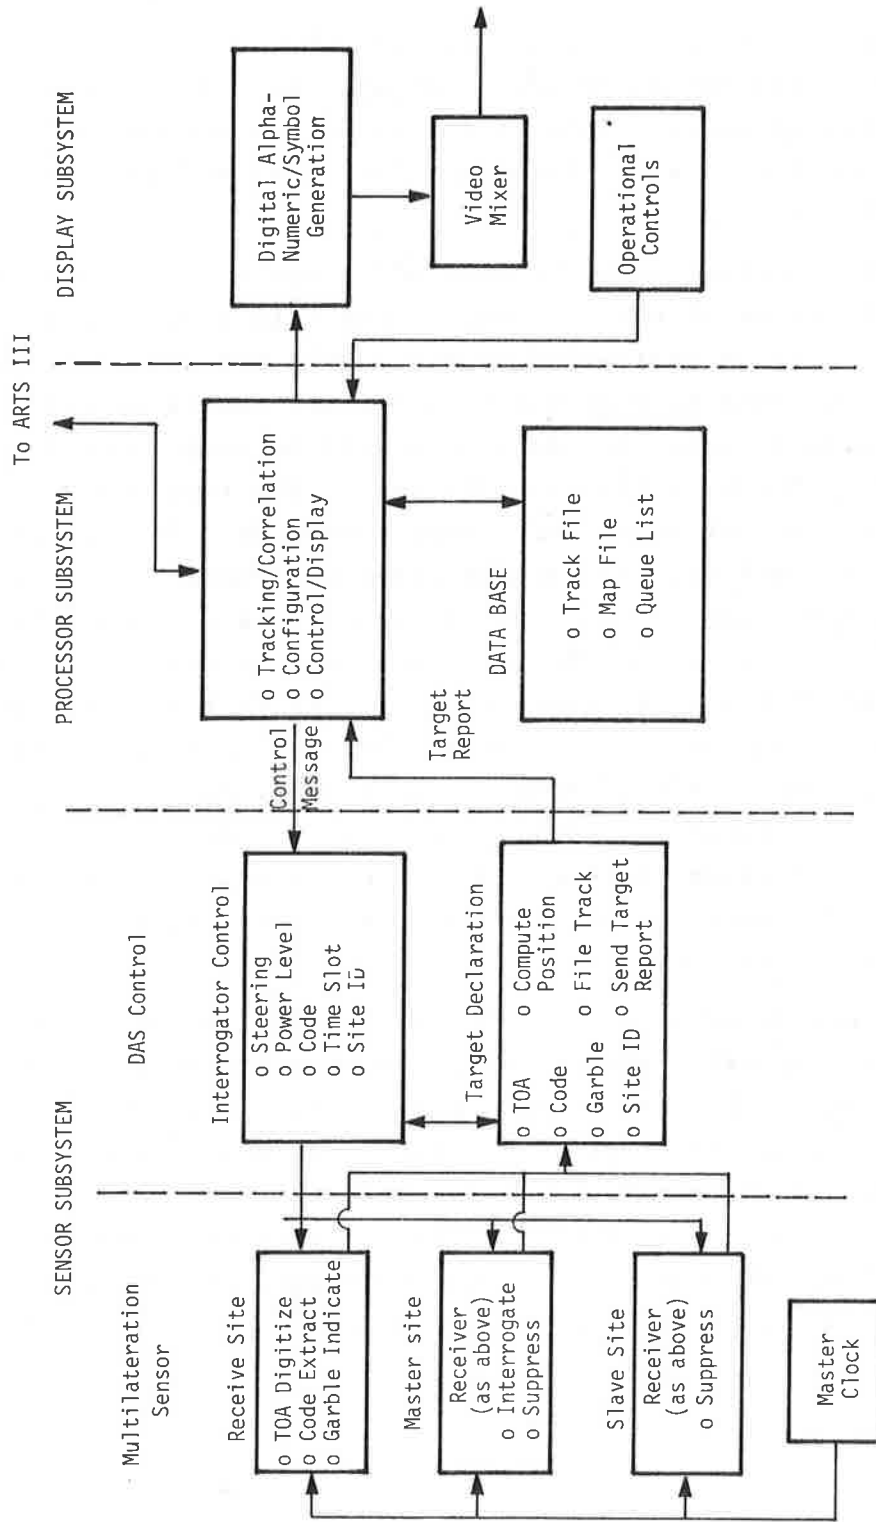 To ARTS III
SENSOR SUBSYSTEM
PROCESSOR SUBSYSTEM
DISPLAY SUBSYSTEM
Multilateration
Sensor
DAS Control
Receive Site
o TOA Digitize
o Code Extract
o Garble Indicate
Master site
Receiver
(as above)
o Interrogate
o Suppress
Slave Site
Receiver
(as above)
o Suppress
Master
Clock
Interrogator Control
o Steering
o Power Level
o Code
o Time Slot
o Site ID
Target Declaration
o TOA
o Code
o Garble
o Site ID
o Compute
Position
o File Track
o Send Target
Report
Control
Message
Target
Report
o Tracking/Correlation
o Configuration
o Control/Display
DATA BASE
o Track File
o Map File
o Queue List
Digital Alpha-
Numeric/Symbol
Generation
Video
Mixer
Operational
Controls